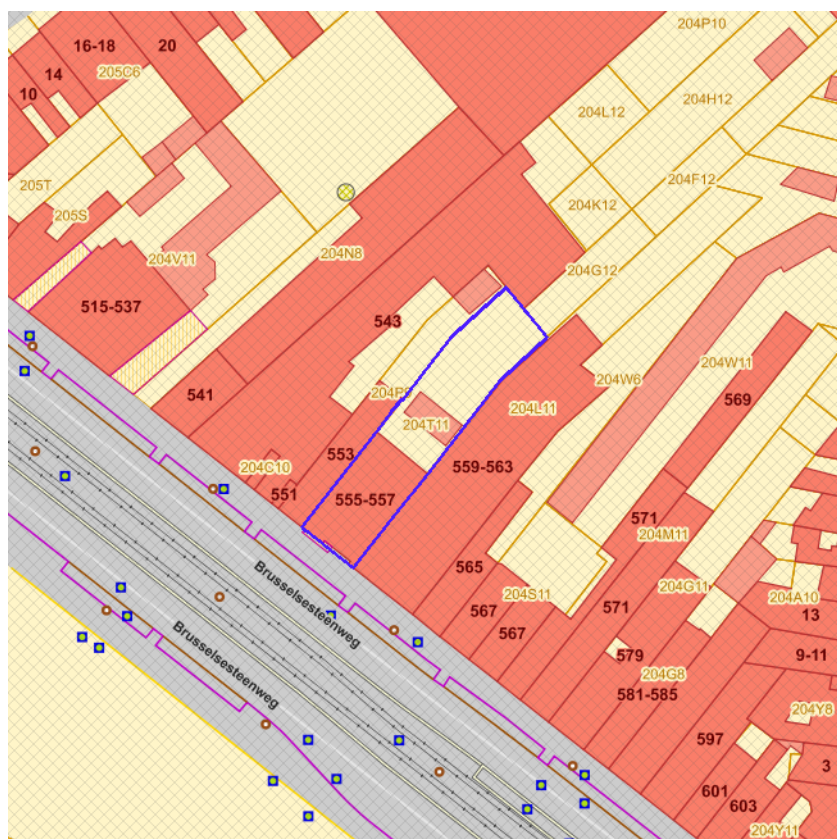 204P10
16-18
20
205C6
14
10
204L12
204H12
205T
204F12
205S
204K12
204V11
204N8
204G12
515-537
543
204W11
204W6
541
204P9
204L11
569
204T11
553
204C10
559-563
551
555-557
571
204M11
565
204G11
567
204S11
571
204A10
567
13
Brusselsesteenweg
579
9-11
204G8
581-585
Brusselsesteenweg
204Y8
597
3
601
603
204Y11